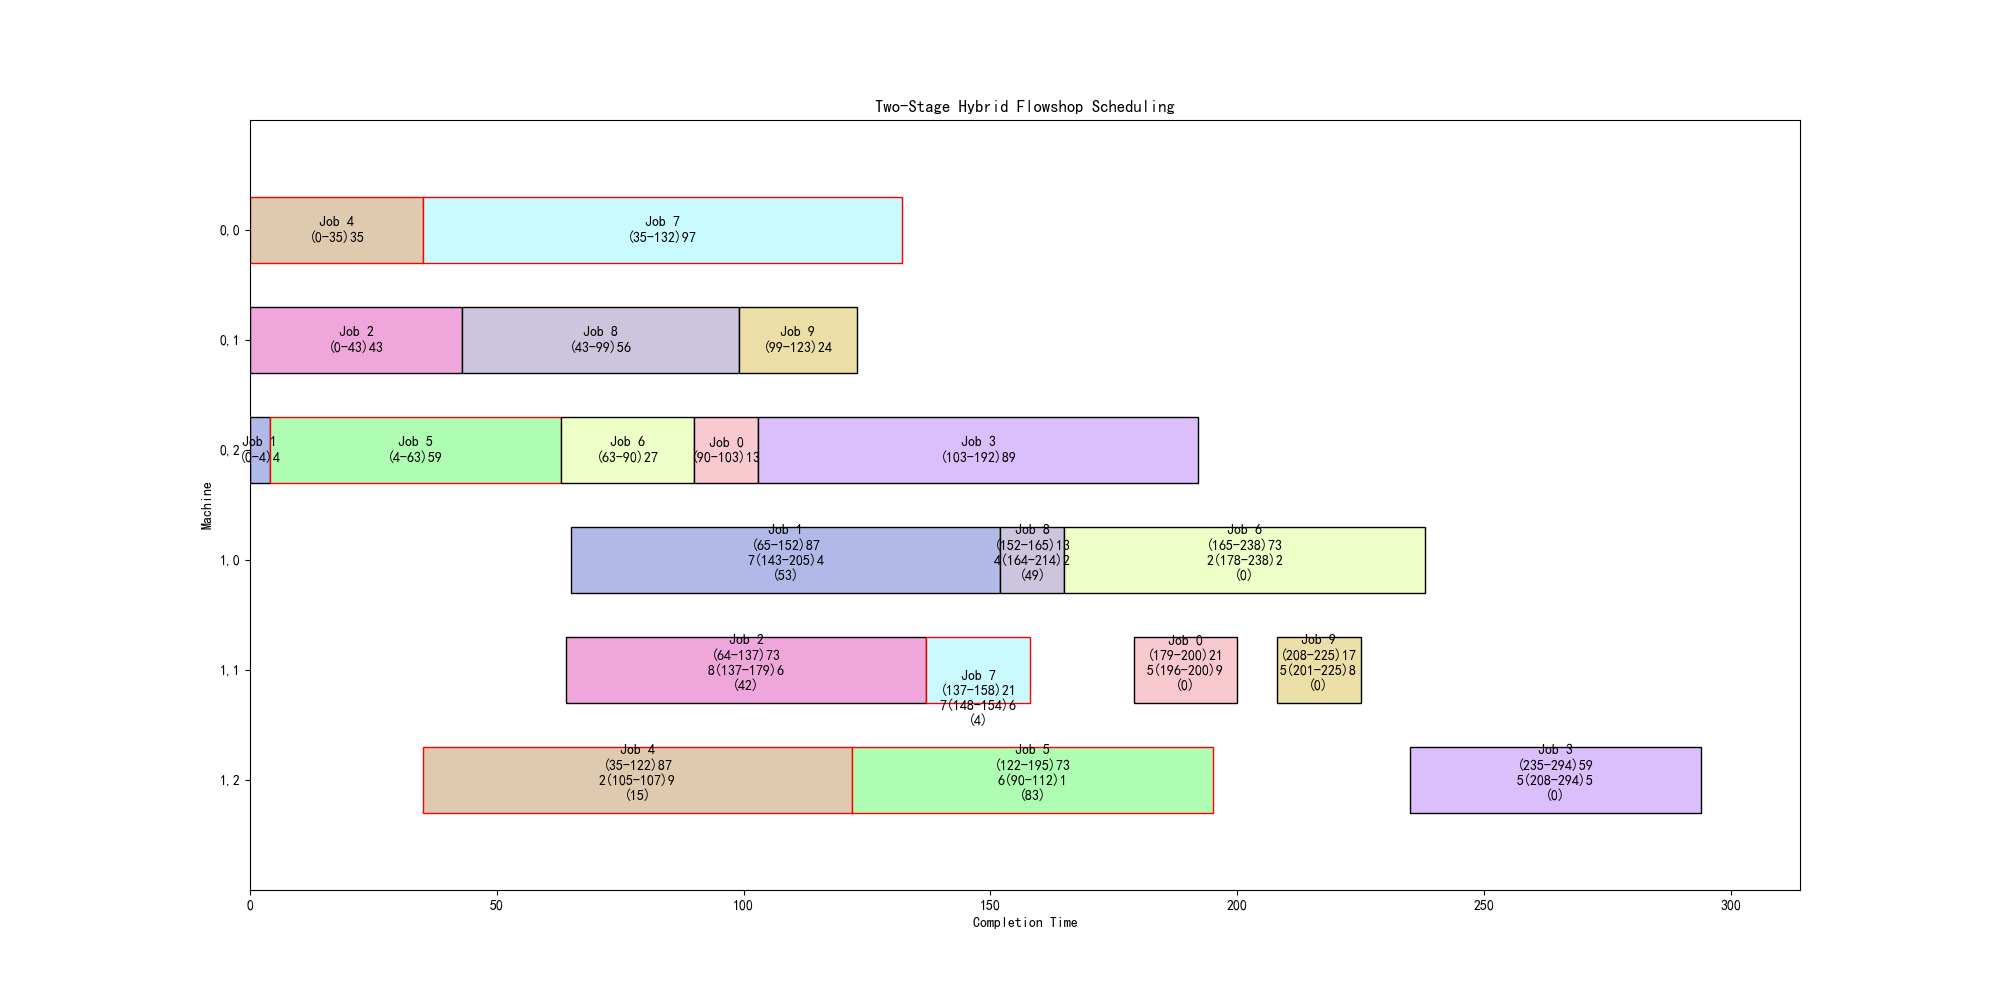 Two-Stage Hybrid Flowshop Scheduling
0,0
Job 4
(0-35)35
Job 7
(35-132)97
0,1
Job 2
(0-43)43
Job 8
(43-99)56
Job 9
(99-123)24
0,2
Job 1
(0-4)4
Job 5
(4-63)59
Job 6
(63-90)27
Job 0
(90-103)13
Job 3
(103-192)89
Machine
1,0
Job 1
(65-152)87
7(143-205)4
(53)
Job 8
(152-165)13
4(164-214)2
(49)
Job 6
(165-238)73
2(178-238)2
(0)
1,1
Job 2
(64-137)73
8(137-179)6
(42)
Job 7
(137-158)21
7(148-154)6
(4)
Job 0
(179-200)21
5(196-200)9
(0)
Job 9
(208-225)17
5(201-225)8
(0)
1,2
Job 4
(35-122)87
2(105-107)9
(15)
Job 5
(122-195)73
6(90-112)1
(83)
Job 3
(235-294)59
5(208-294)5
(0)
0
50
100
150
200
250
300
Completion Time